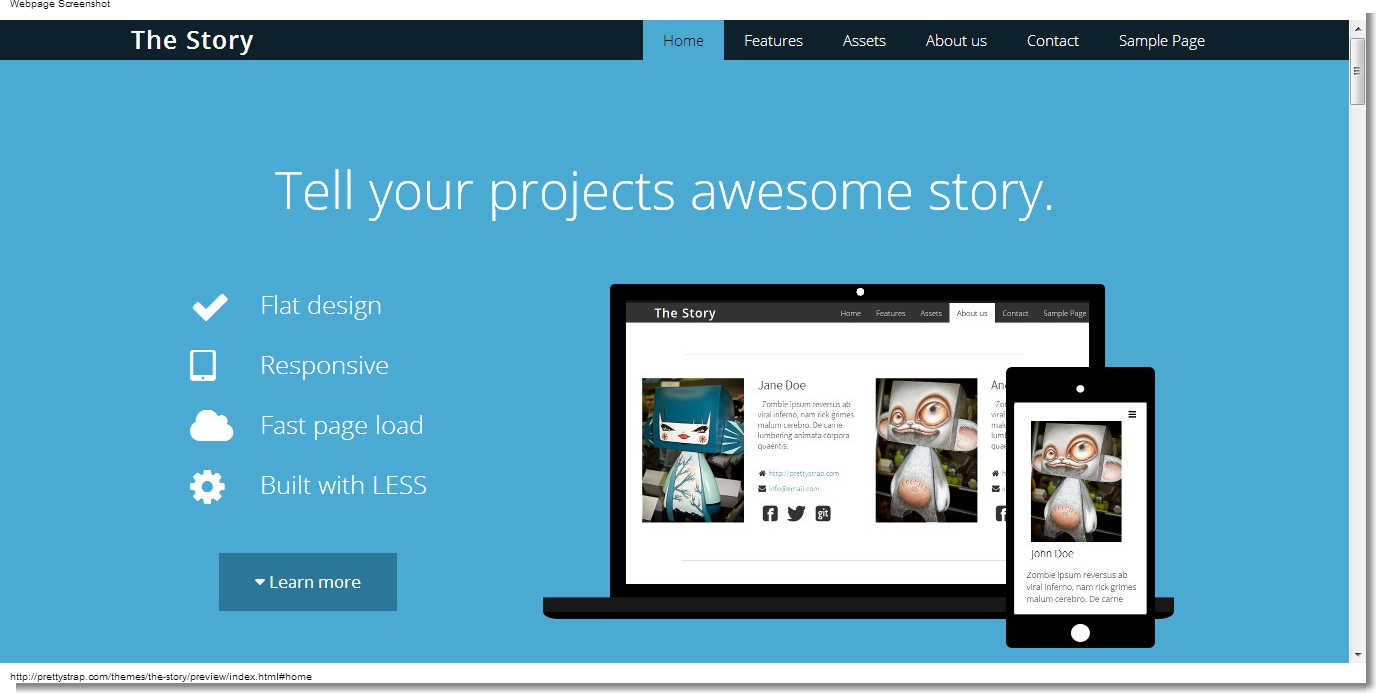 Webpage Screenshot
The Story
Home Features Assets About us Contact Sample Page
Tell your projects awesome story.
Flat design
Responsive
Fast page load
Built with LESS
Learn more
The Story
Home Features Assets About us Contact Sample Page
Jane Doe
Zombie ipsum reversus ab
viral inferno, nam rick grimes
malum cerebro. De carne
lumbering animata corpora
quaeritis.
http://prettystrap.com
info@email.com
git
John Doe
Zombie ipsum reversus ab
viral inferno, nam rick grimes
malum cerebro. De carne
http://prettystrap.com/themes/the-story/preview/index.html#home